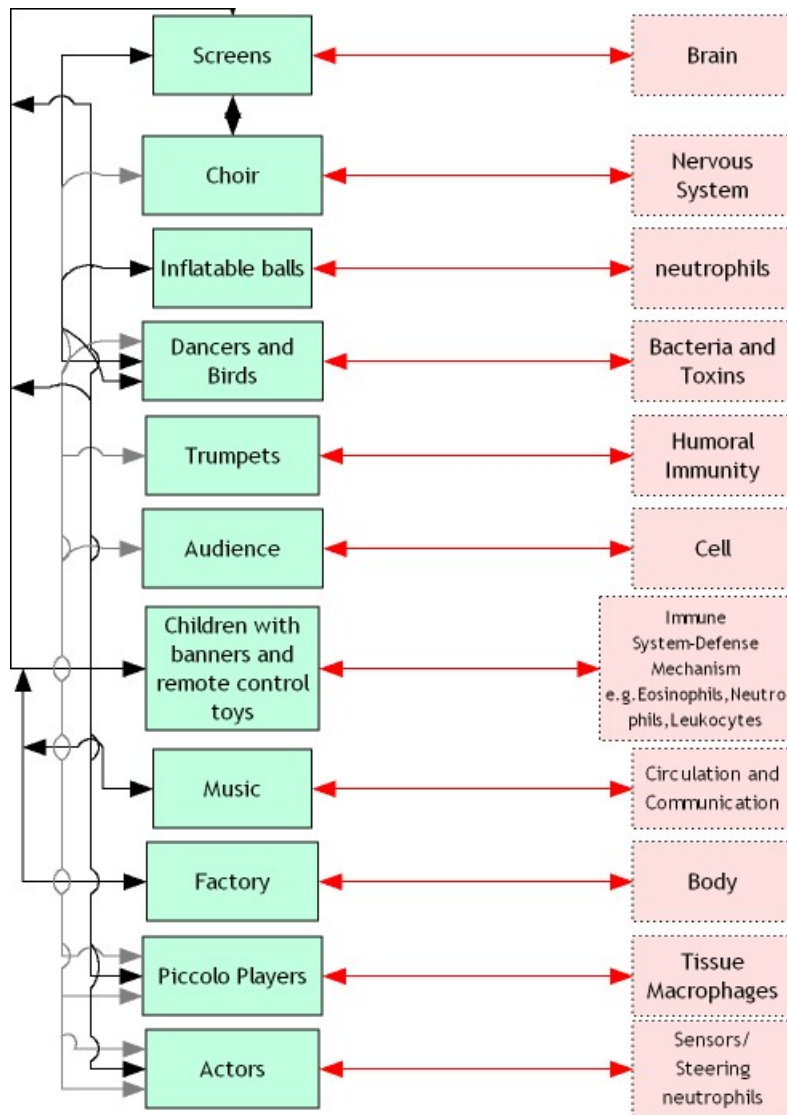 Screens
Brain
Choir
Nervous
System
Inflatable balls
neutrophils
Dancers and
Birds
Bacteria and
Toxins
Trumpets
Humoral
Immunity
Audience
Cell
Children with
banners and
remote control
toys
Immune
System-Defense
Mechanism
e.g.Eosinophils,Neutro
phils,Leukocytes
Music
Circulation and
Communication
Factory
Body
Piccolo Players
Tissue
Macrophages
Actors
Sensors/
Steering
neutrophils